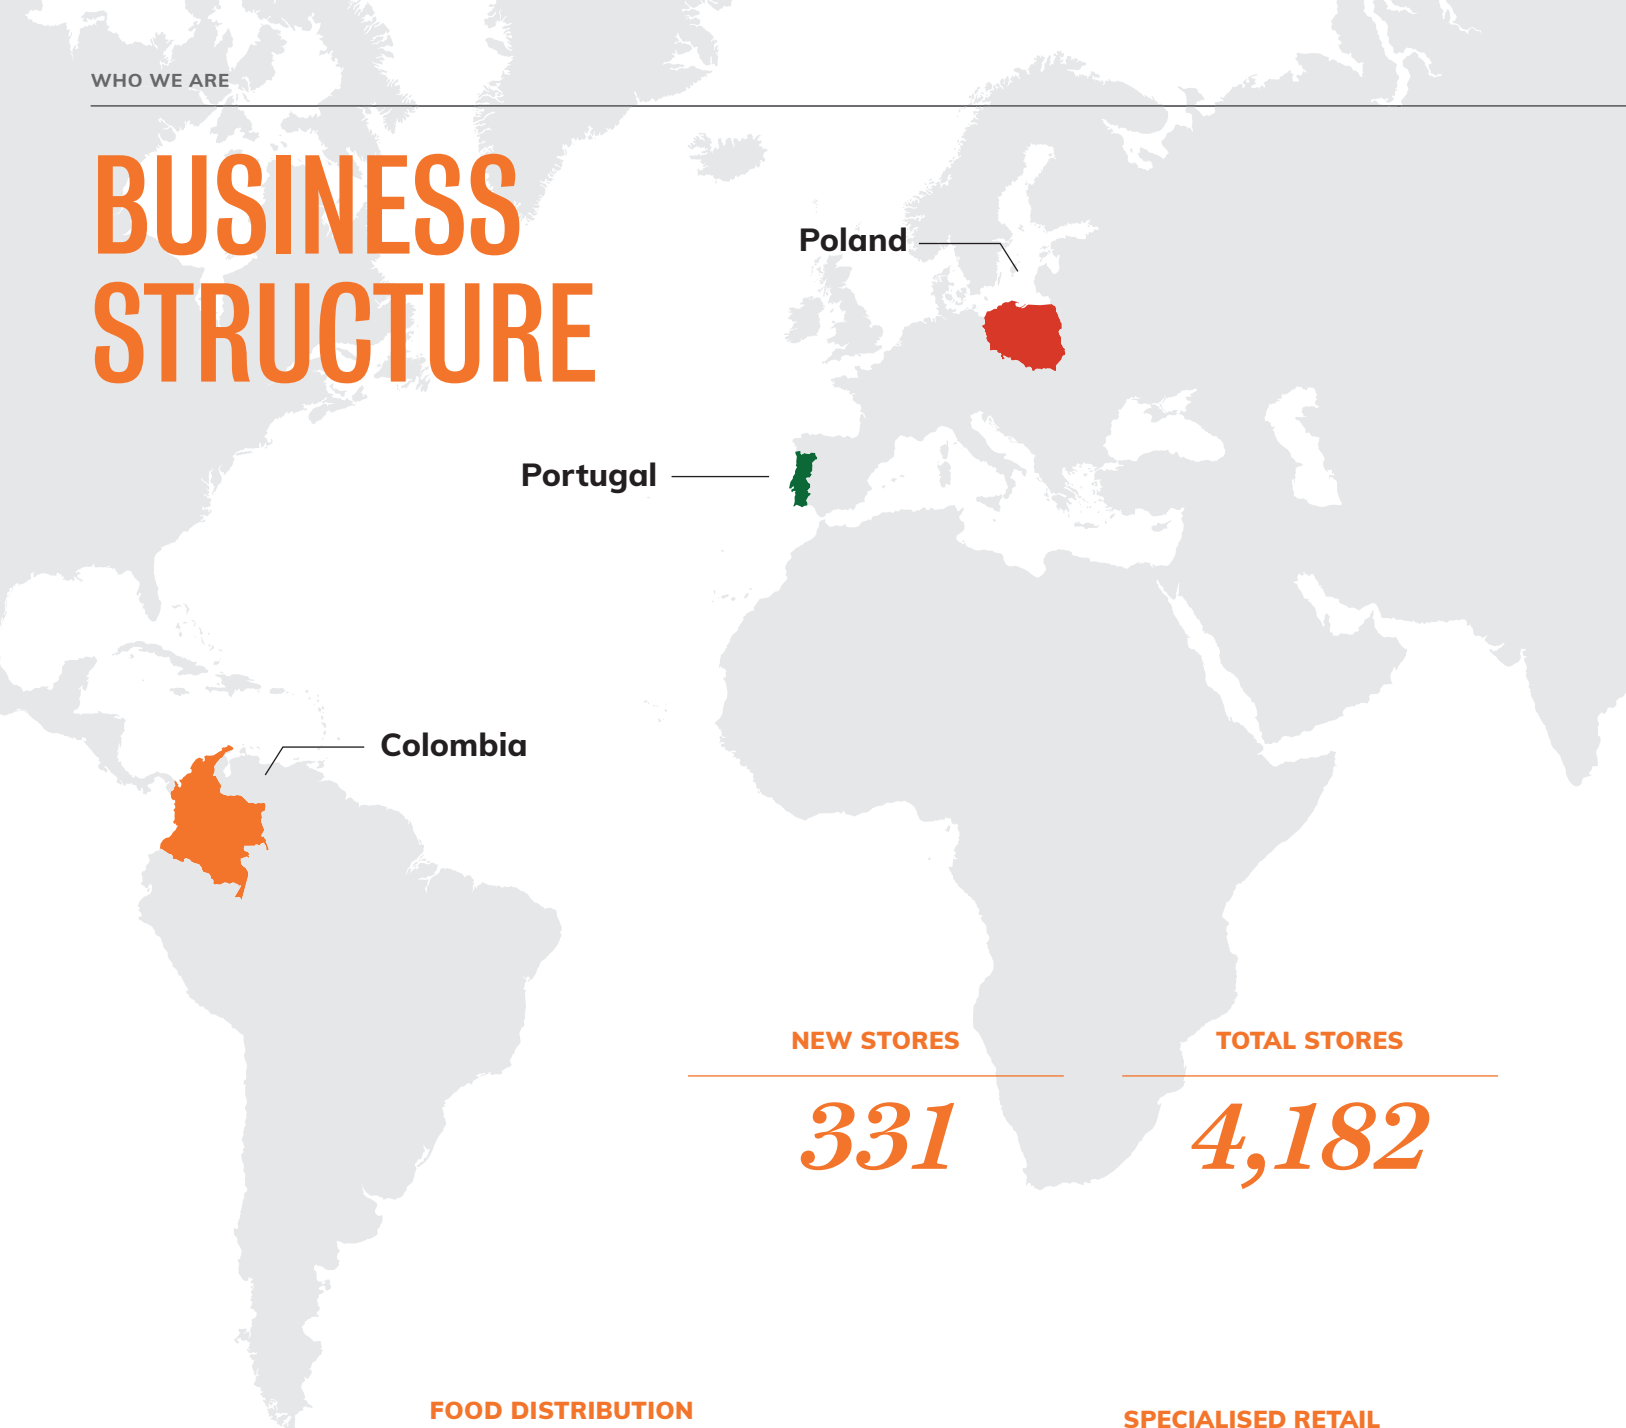 WHO WE ARE
BUSINESS
STRUCTURE
Poland
Portugal
Colombia
NEW STORES
331
TOTAL STORES
4,182
FOOD DISTRIBUTION
SPECIALISED RETAIL